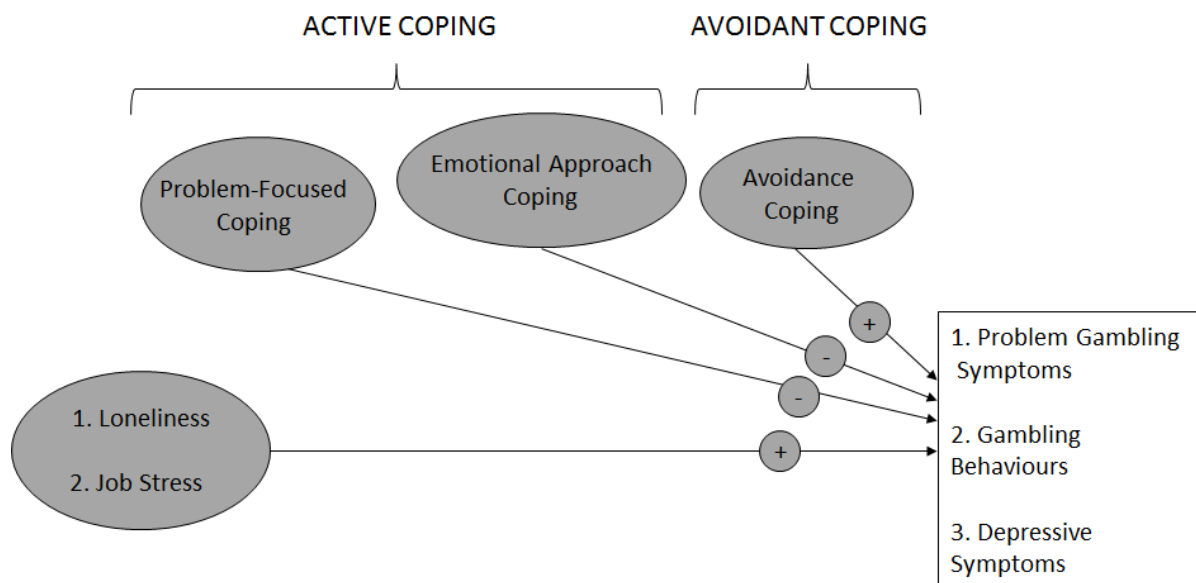 ACTIVE COPING
AVOIDANT COPING
Problem-Focused
Coping
Emotional Approach
Coping
Avoidance
Coping
+
-
-
+
1. Loneliness
2. Job Stress
1. Problem Gambling
Symptoms
2. Gambling
Behaviours
3. Depressive
Symptoms